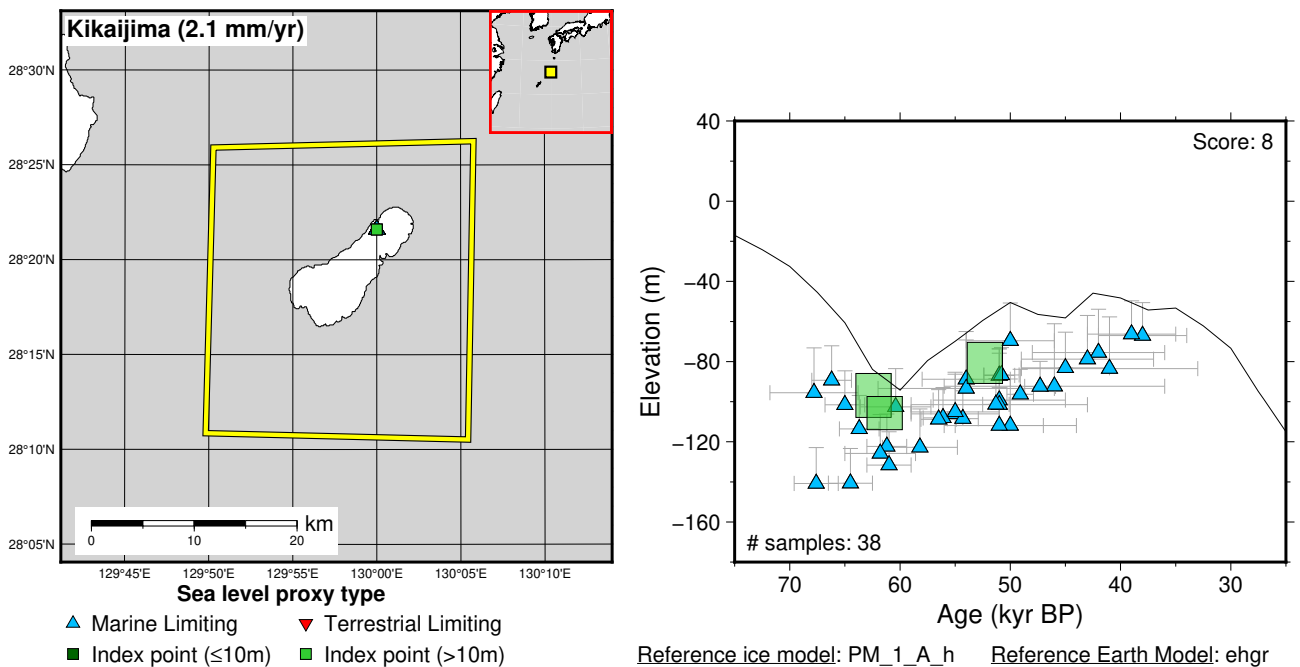 Kikaijima (2.1 mm/yr)
28°30'N
28°25'N
28°20'N
28°15'N
28°10'N
28°05'N
129°45'E 129°50'E 129°55'E 130°00'E 130°05'E 130°10'E
km
0 10 20
Sea level proxy type
Marine Limiting Terrestrial Limiting
Index point (≤10m) Index point (>10m)
Score: 8
40
0
−40
−80
−120
−160
Elevation (m)
# samples: 38
70 60 50 40 30
Age (kyr BP)
Reference ice model: PM_1_A_h Reference Earth Model: ehgr